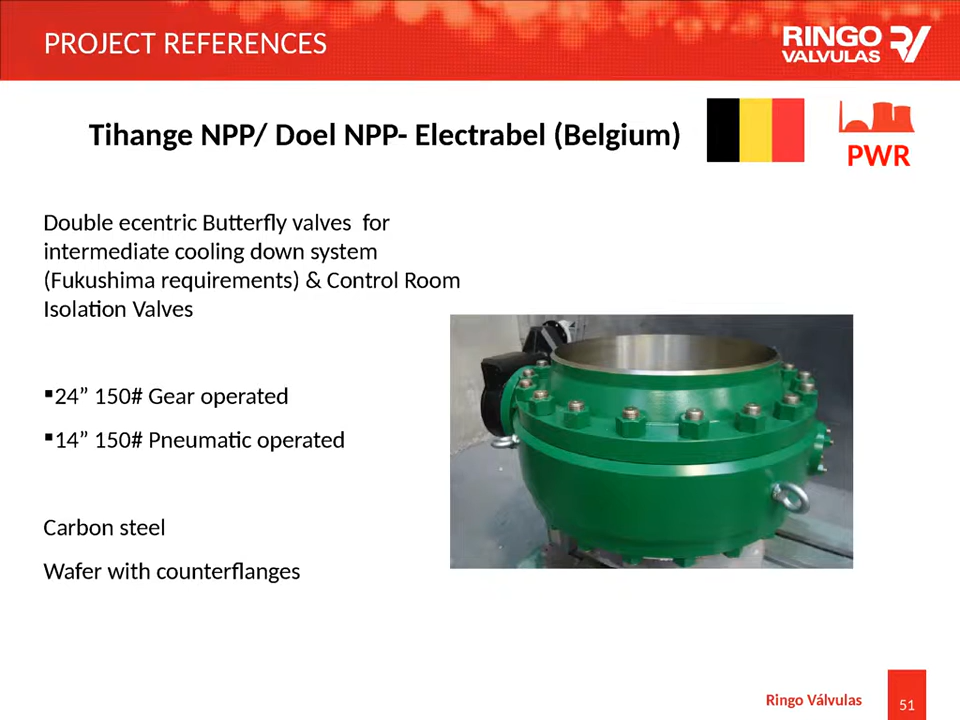 PROJECT REFERENCES
RINGO
VALVULAS
Tihange NPP/ Doel NPP- Electrabel (Belgium)
PWR
Double ecentric Butterfly valves for
intermediate cooling down system
(Fukushima requirements) & Control Room
Isolation Valves
▪24” 150# Gear operated
▪14” 150# Pneumatic operated
Carbon steel
Wafer with counterflanges
Ringo Válvulas
51